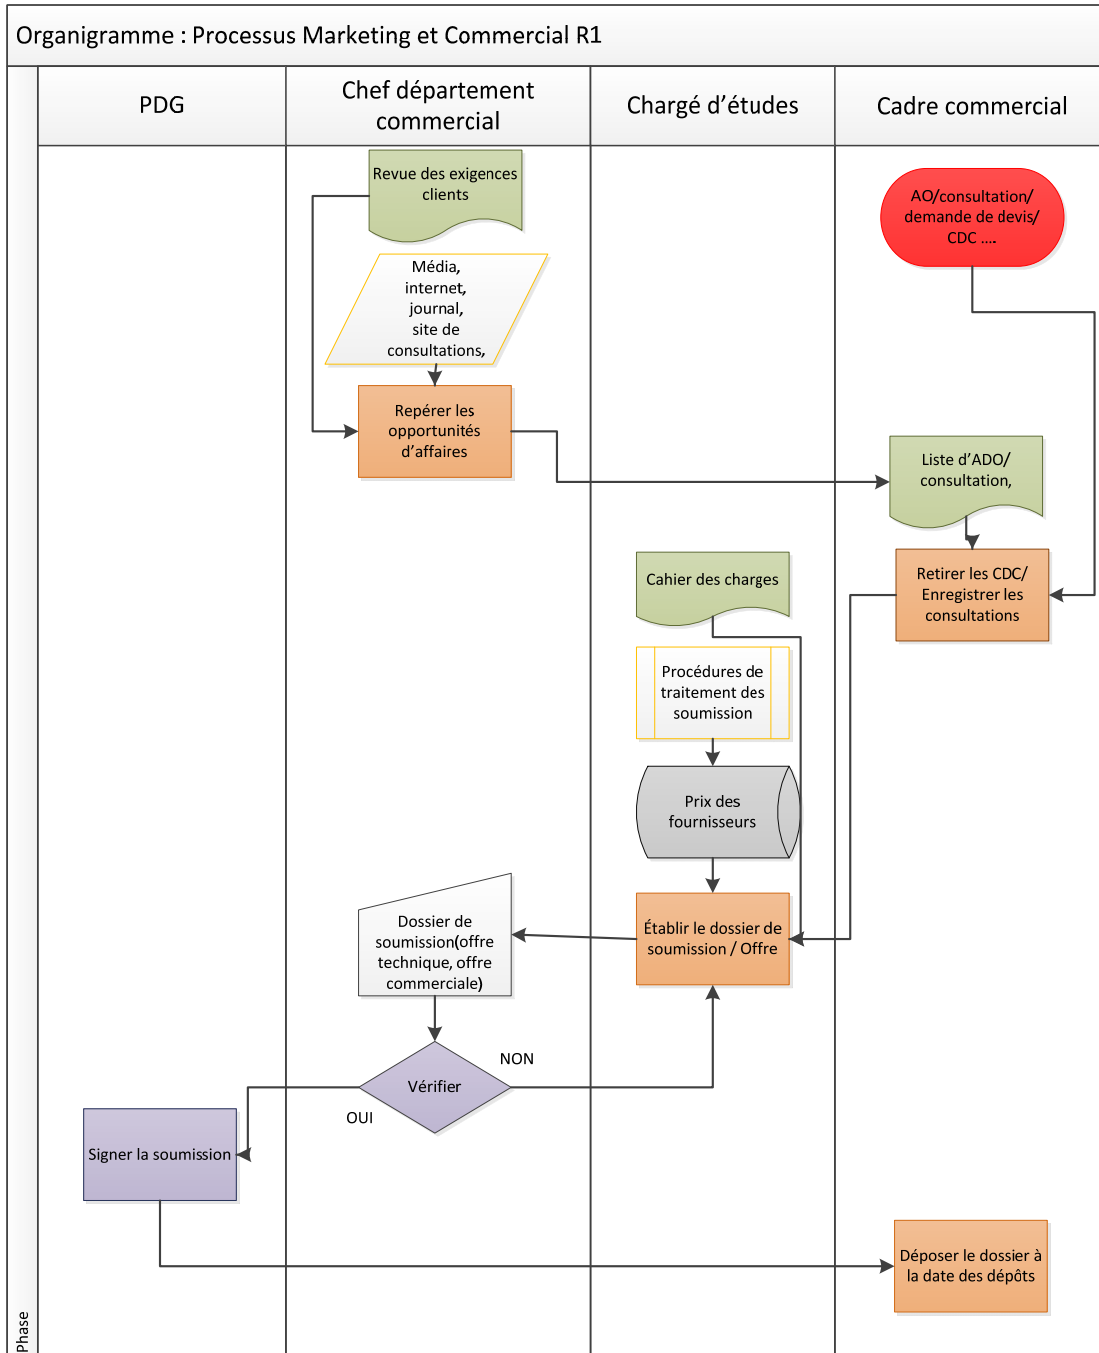 Organigramme : Processus Marketing et Commercial R1
PDG
Chef département
commercial
Chargé d'études
Cadre commercial
Revue des exigences
clients
AO/consultation/
demande de devis/
CDC ....
Média,
internet,
journal,
site de
consultations,
Repérer les
opportunités
d'affaires
Liste d'ADO/
consultation,
Cahier des charges
Retirer les CDC/
Enregistrer les
consultations
Procédures de
traitement des
soumission
Prix des
fournisseurs
Établir le dossier de
soumission / Offre
Dossier de
soumission(offre
technique, offre
commerciale)
NON
Vérifier
OUI
Signer la soumission
Déposer le dossier à
la date des dépôts
Phase